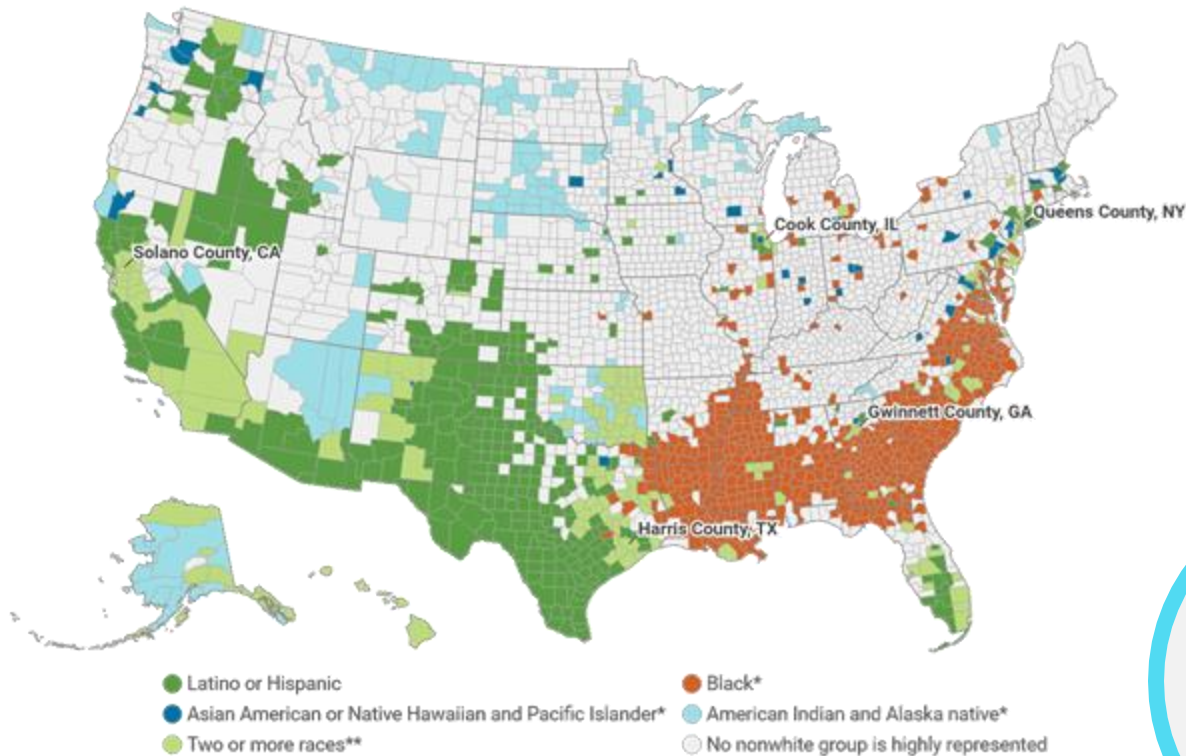 Solano County, CA
Cook County, IL
Queens County, NY
Gwinnett County, GA
Harris County, TX
Latino or Hispanic
Black*
Asian American or Native Hawaiian and Pacific Islander*
American Indian and Alaska native*
Two or more races**
No nonwhite group is highly represented